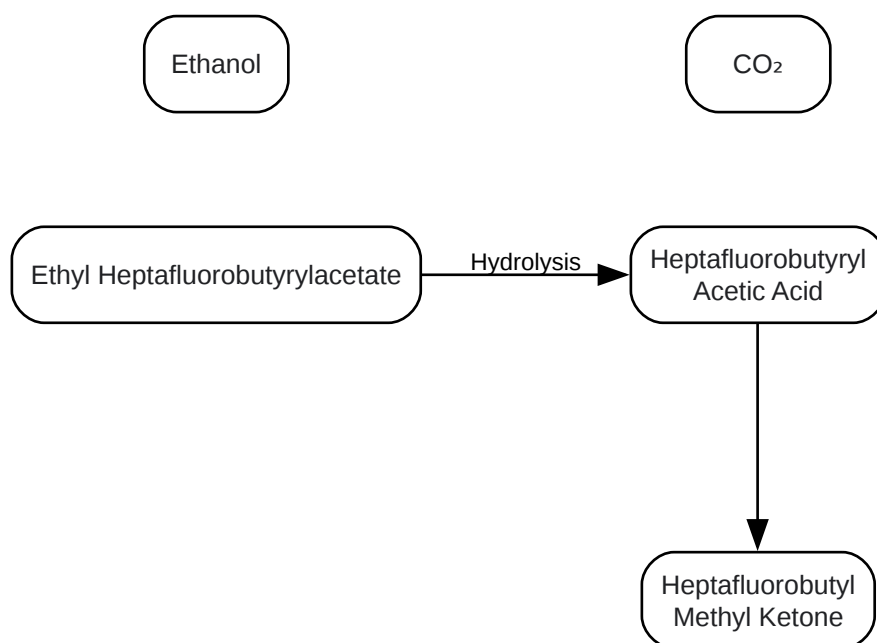 Ethanol
CO₂
Ethyl Heptafluorobutyrylacetate
Hydrolysis
Heptafluorobutyryl
Acetic Acid
Heptafluorobutyl
Methyl Ketone